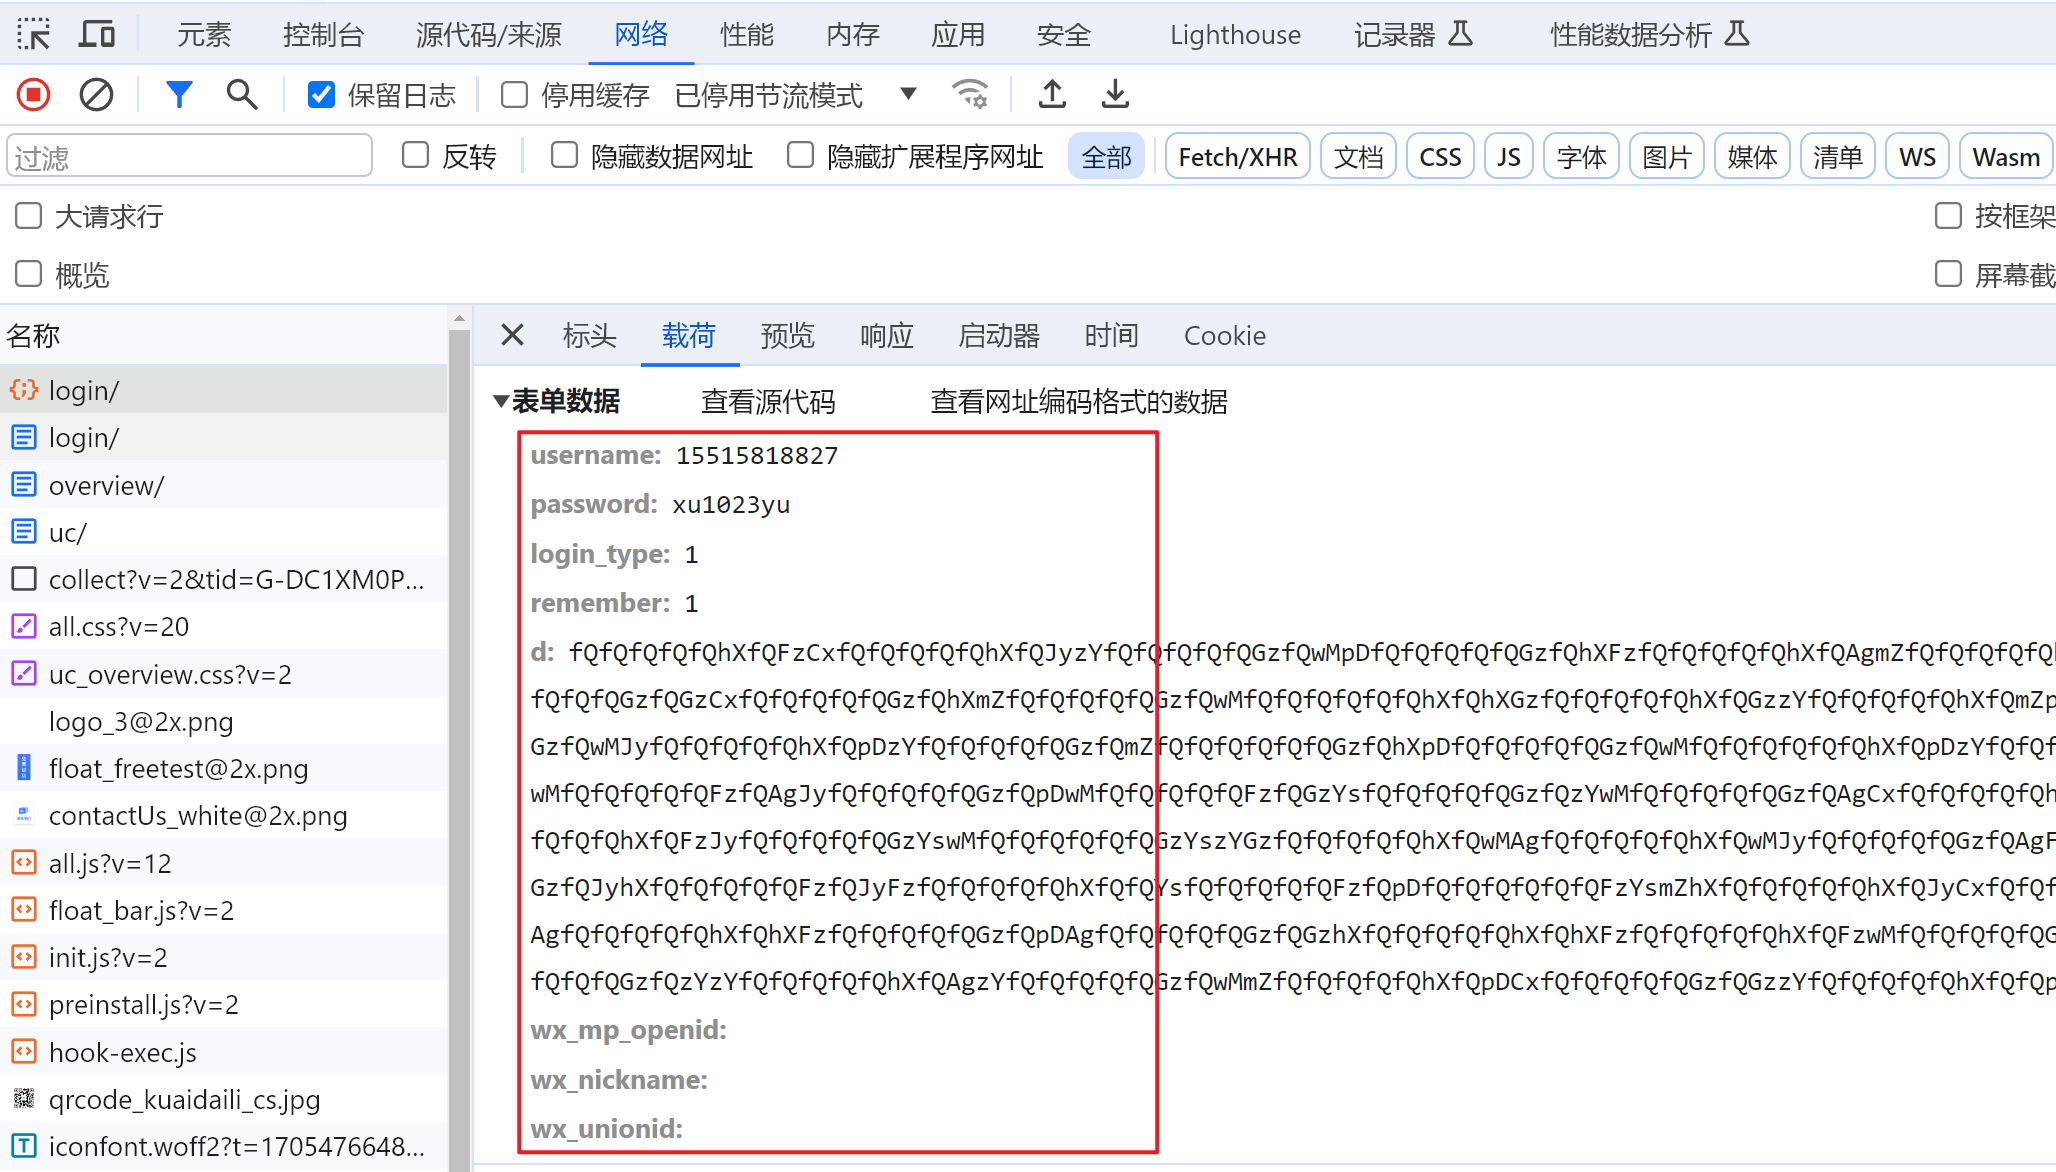 元素 控制台 源代码/来源 网络 性能 内存 应用 安全 Lighthouse 记录器 性能数据分析
保留日志 停用缓存 已停用节流模式
过滤 反转 隐藏数据网址 隐藏扩展程序网址 全部 Fetch/XHR 文档 CSS JS 字体 图片 媒体 清单 WS Wasm
大请求行 按框架
概览 屏幕截
名称 标头 载荷 预览 响应 启动器 时间 Cookie
login/
login/
overview/
uc/
collect?v=2&tid=G-DC1XM0P...
all.css?v=20
uc_overview.css?v=2
logo_3@2x.png
float_freetest@2x.png
contactUs_white@2x.png
all.js?v=12
float_bar.js?v=2
init.js?v=2
preinstall.js?v=2
hook-exec.js
qrcode_kuaidaili_cs.jpg
iconfont.woff2?t=1705476648...
表单数据 查看源代码 查看网址编码格式的数据
username: 15515818827
password: xu1023yu
login_type: 1
remember: 1
d: fQfQfQfQfQhXfQFzCxfQfQfQfQfQhXfQJyzYfQfQfQfQfQGzfQwMpDfQfQfQfQfQGzfQhXFzfQfQfQfQfQhXfQAgmZfQfQfQfQfQ
fQfQfQGzfQGzCxfQfQfQfQfQGzfQhXmZfQfQfQfQfQGzfQwMfQfQfQfQfQhXfQhXGzfQfQfQfQfQhXfQGzzYfQfQfQfQfQhXfQmZp
GzfQwMJyfQfQfQfQfQhXfQpDzYfQfQfQfQfQGzfQmZfQfQfQfQfQGzfQhXpDfQfQfQfQfQGzfQwMfQfQfQfQfQhXfQpDzYfQfQf
wMfQfQfQfQfQFzfQAgJyfQfQfQfQfQGzfQpDwMfQfQfQfQfQFzfQGzYsfQfQfQfQfQGzfQzYwMfQfQfQfQfQGzfQAgCxfQfQfQfQfQh
fQfQfQhXfQFzJyfQfQfQfQfQGzYswMfQfQfQfQfQGzYszYGzfQfQfQfQfQhXfQwMAgfQfQfQfQfQhXfQwMJyfQfQfQfQfQGzfQAgF
GzfQJyhXfQfQfQfQfQFzfQJyFzfQfQfQfQfQhXfQfQYsfQfQfQfQfQFzfQpDfQfQfQfQfQFzYsmZhXfQfQfQfQfQhXfQJyCxfQfQf
AgfQfQfQfQfQhXfQhXFzfQfQfQfQfQGzfQpDAgfQfQfQfQfQGzfQGzhXfQfQfQfQfQhXfQhXFzfQfQfQfQfQhXfQFzwMfQfQfQfQfQG
fQfQfQGzfQzYzYfQfQfQfQfQhXfQAgzYfQfQfQfQfQGzfQwMmZfQfQfQfQfQhXfQpDCxfQfQfQfQfQGzfQGzzYfQfQfQfQfQhXfQfQp
wx_mp_openid:
wx_nickname:
wx_unionid: